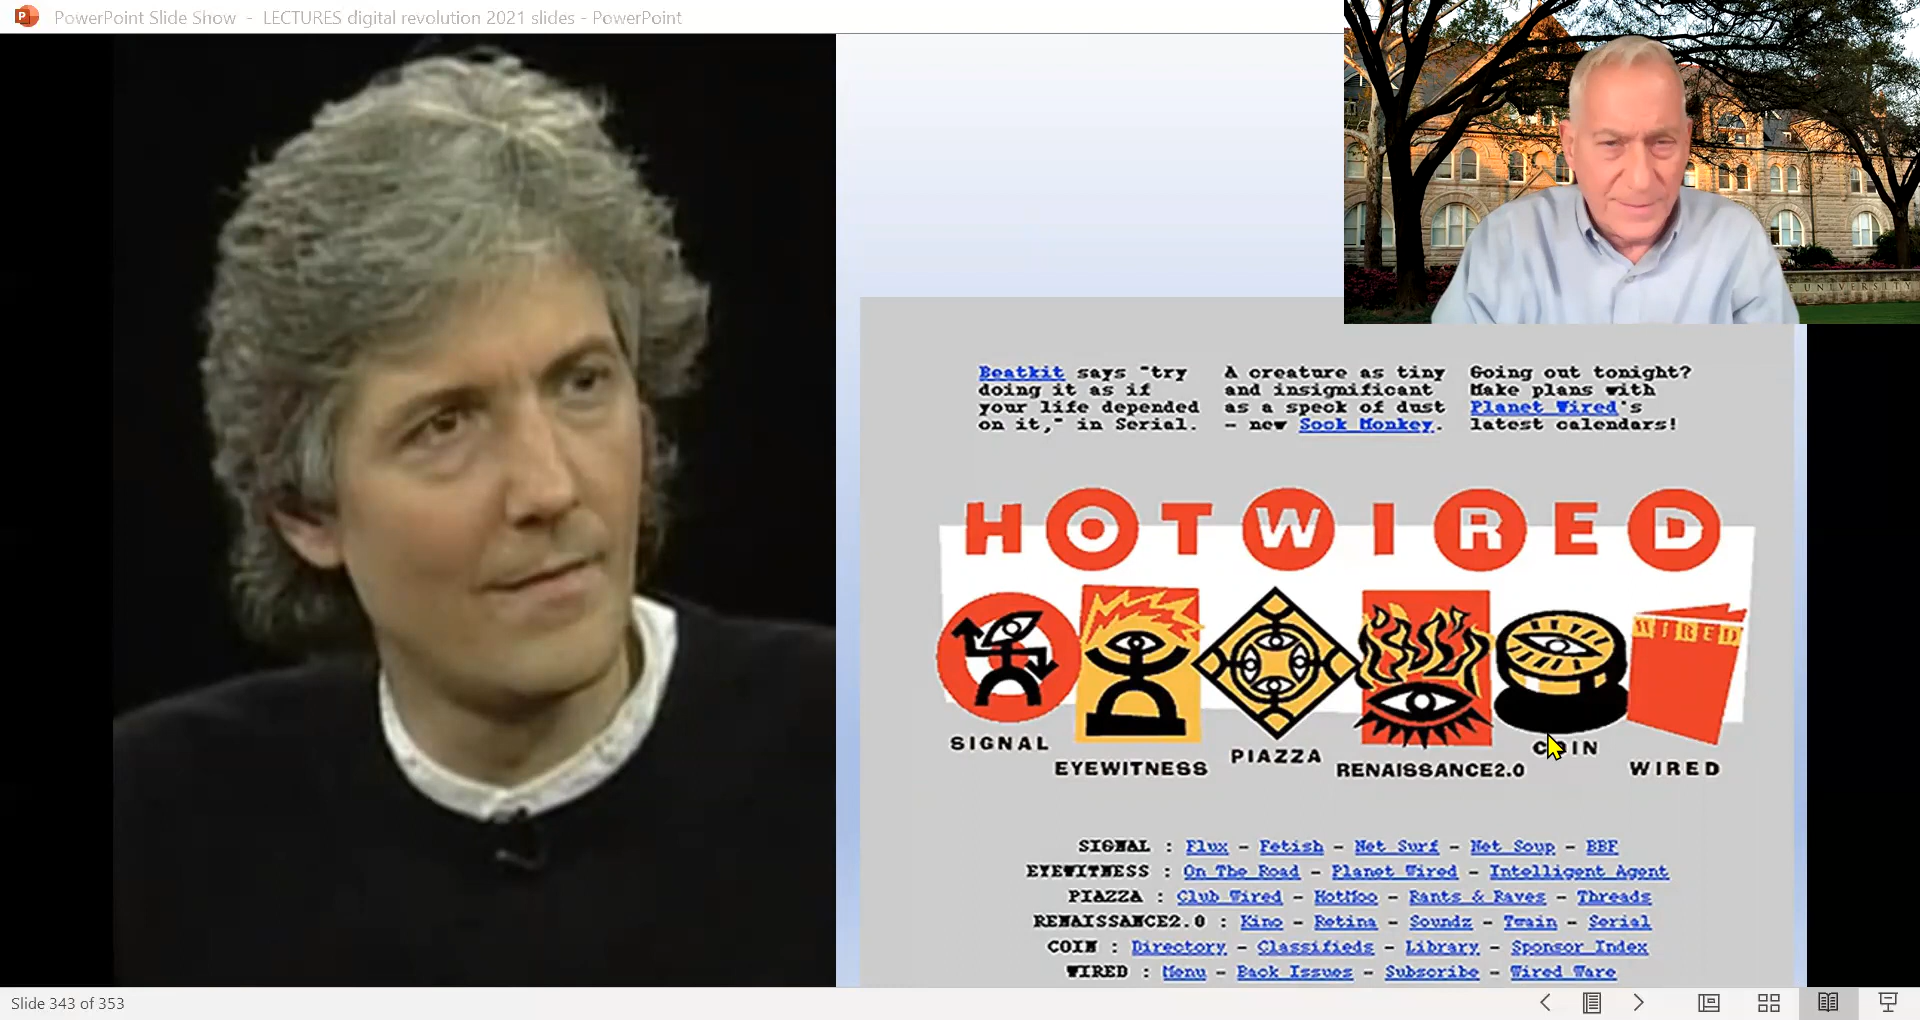 PowerPoint Slide Show - LECTURES digital revolution 2021 slides - PowerPoint
E UNIVERSITY
Beatkit says "try
doing it as if
your life depended
on it," in Serial.
A creature as tiny
and insignificant
as a speck of dust
- new Sock Monkey.
Going out tonight?
Make plans with
Planet Wired's
latest calendars!
HOTWIRED
WIRED
SIGNAL
EYEWITNESS
PIAZZA
RENAISSANCE2.0
COIN
WIRED
SIGNAL : Flux - Fetish - Net Surf - Net Soup - BBF
EYEWITNESS : On The Road - Planet Wired - Intelligent Agent
PIAZZA : Club Wired - HotMoo - Rants & Raves - Threads
RENAISSANCE2.0 : Kino - Retina - Soundz - Twain - Serial
COIN : Directory - Classifieds - Library - Sponsor Index
WIRED : Menu - Back Issues - Subscribe - Wired Ware
Slide 343 of 353